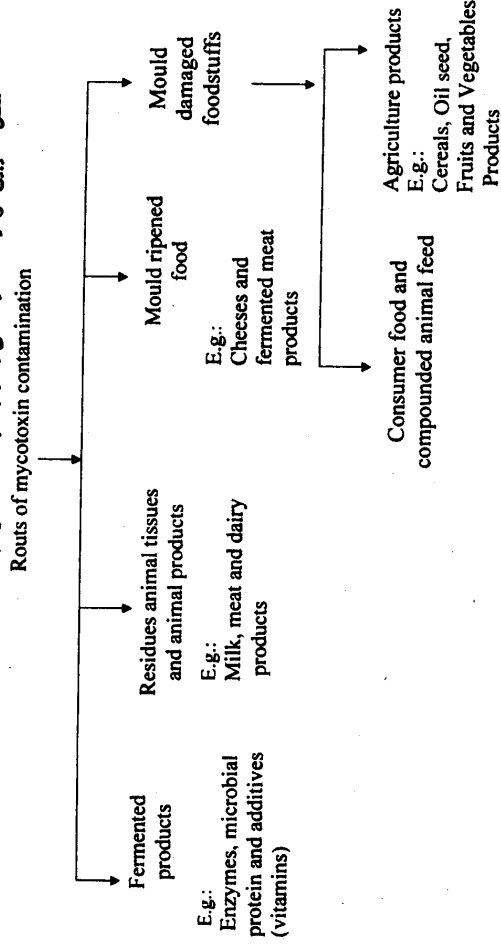 Routs of mycotoxin contamination
Fermented
products
E.g.:
Enzymes, microbial
protein and additives
(vitamins)
Residues animal tissues
and animal products
E.g.:
Milk, meat and dairy
products
Mould ripened
food
E.g.:
Cheeses and
fermented meat
products
Mould
damaged
foodstuffs
Consumer food and
compounded animal feed
Agriculture products
E.g.:
Cereals, Oil seed,
Fruits and Vegetables
Products